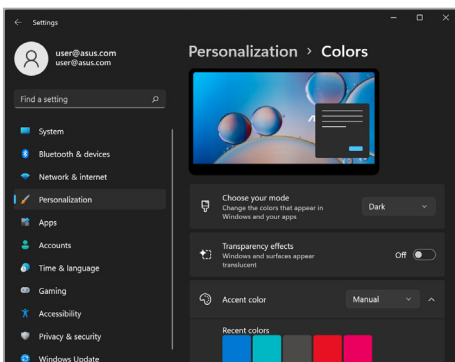 Settings
user@asus.com
user@asus.com
Find a setting
System
Bluetooth & devices
Network & internet
Personalization
Apps
Accounts
Time & language
Gaming
Accessibility
Privacy & security
Windows Update
Personalization > Colors
Choose your mode
Change the colors that appear in
Windows and your apps
Dark
Transparency effects
Windows and surfaces appear
translucent
Off
Accent color
Manual
Recent colors